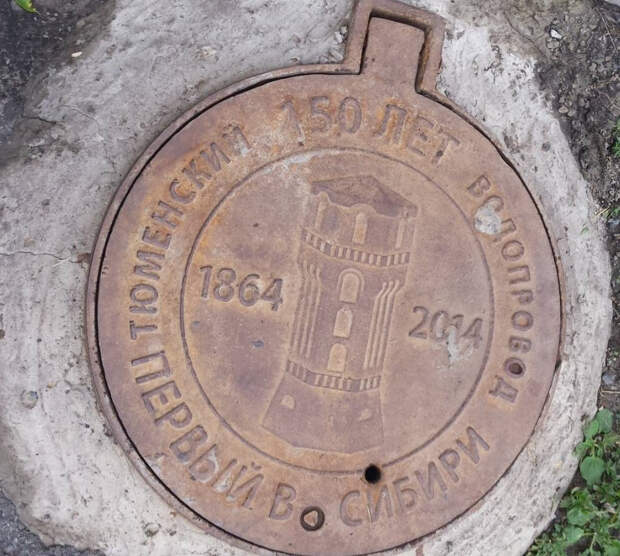 150 ЛЕТ
ТЮМЕНСКИЙ ВОДОПРОВОД
1864 2014
ПЕРВЫЙ В СИБИРИ